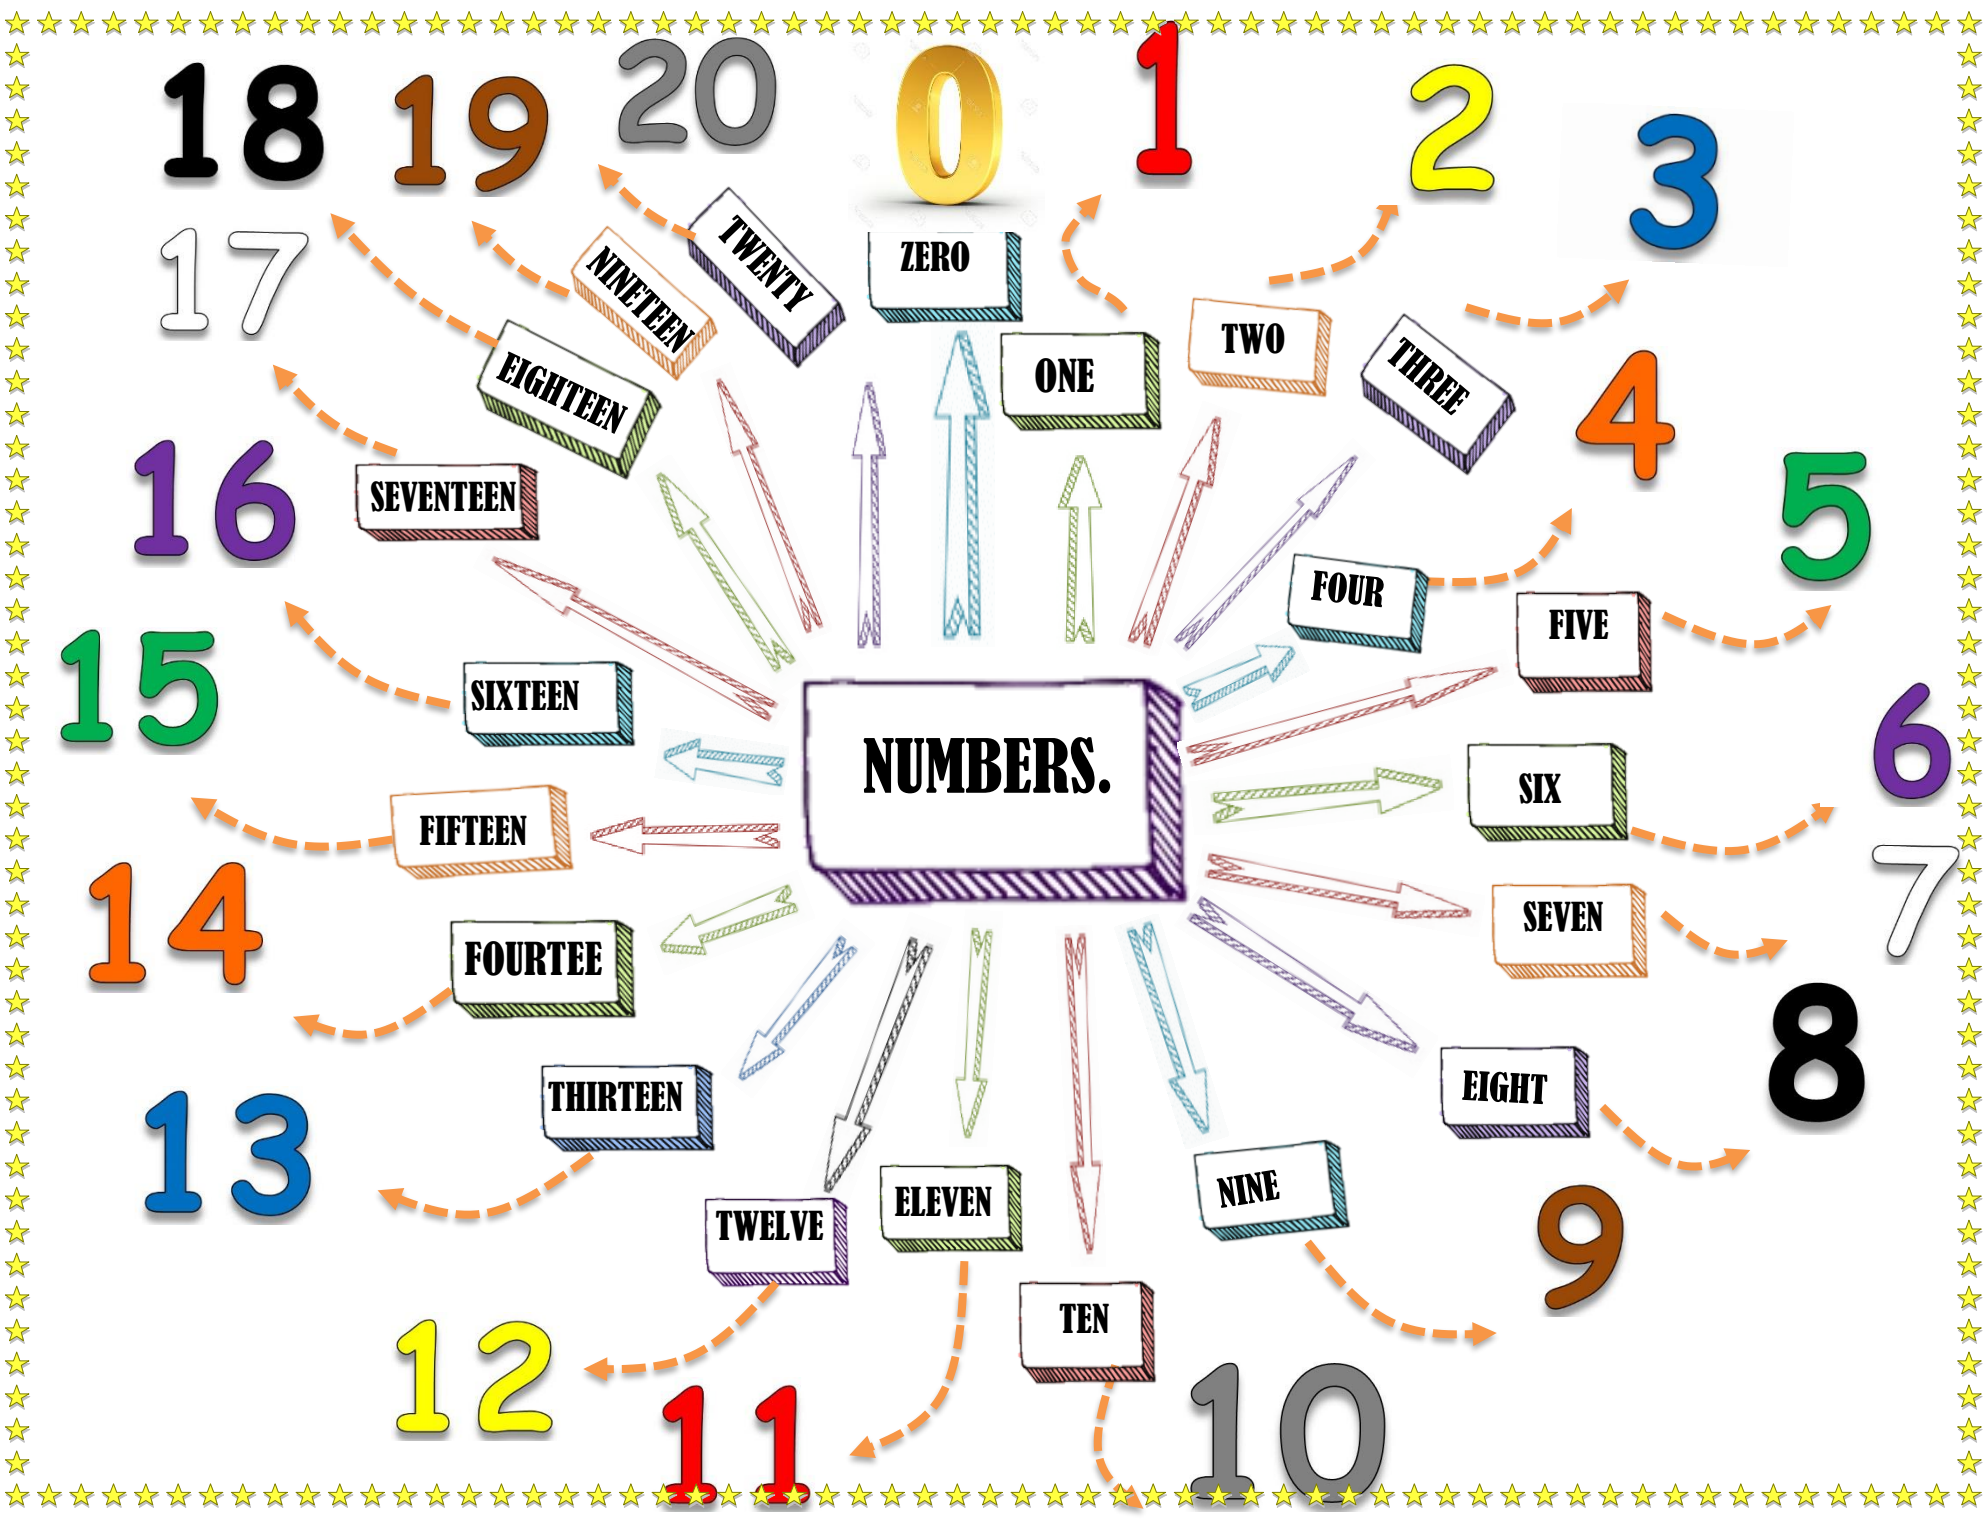 NUMBERS.
0
ZERO
1
ONE
2
TWO
3
THREE
4
FOUR
5
FIVE
6
SIX
7
SEVEN
8
EIGHT
9
NINE
10
TEN
11
ELEVEN
12
TWELVE
13
THIRTEEN
14
FOURTEE
15
FIFTEEN
16
SIXTEEN
17
SEVENTEEN
18
EIGHTEEN
19
NINETEEN
20
TWENTY